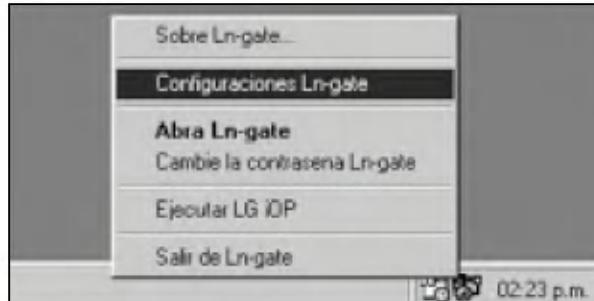 Sobre Ln-gate...
Configuraciones Ln-gate
Abra Ln-gate
Cambie la contrasena Ln-gate
Ejecutar LG iOP
Salir de Ln-gate
02:23 p.m.